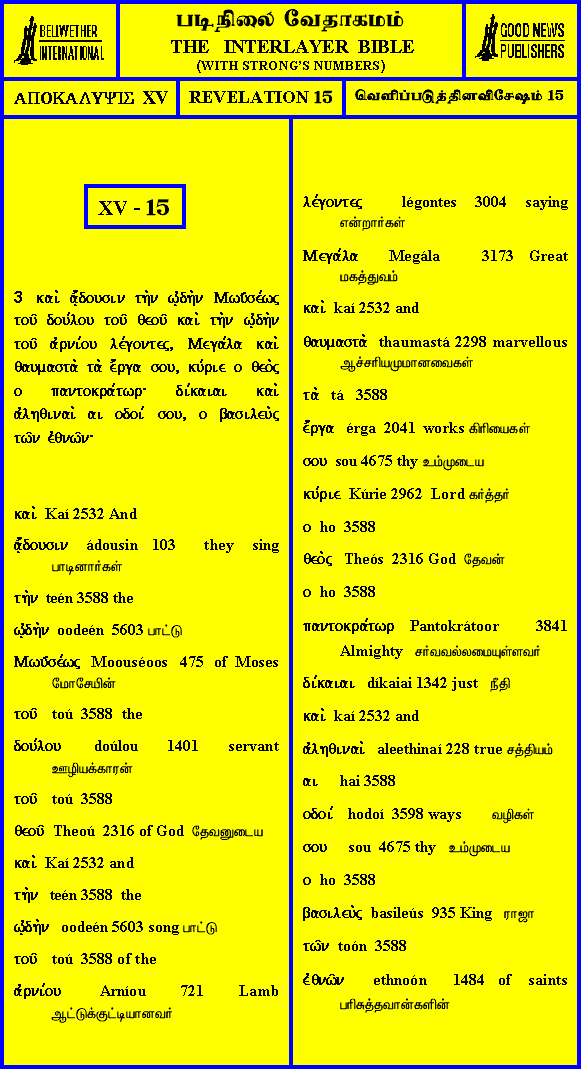 BELLWETHER
INTERNATIONAL
படிநிலை வேதாகமம்
THE INTERLAYER BIBLE
(WITH STRONG'S NUMBERS)
GOOD NEWS
PUBLISHERS
ΑΠΟΚΑΛΥΨΙΣ XV
REVELATION 15
வெளிப்படுத்தினவிசேஷம் 15
XV - 15
3 καὶ ᾄδουσιν τὴν ᾠδὴν Μωϋσέως
τοῦ δούλου τοῦ θεοῦ καὶ τὴν ᾠδὴν
τοῦ ἀρνίου λέγοντες, Μεγάλα καὶ
θαυμαστὰ τὰ ἔργα σου, κύριε ο θεὸς
ο παντοκράτωρ· δίκαιαι καὶ
ἀληθιναὶ αι οδοί σου, ο βασιλεὺς
τῶν ἐθνῶν·
καὶ Kaí 2532 And
ᾄδουσιν ádousin 103 they sing
பாடினார்கள்
τὴν teén 3588 the
ᾠδὴν oodeén 5603 பாட்டு
Μωϋσέως Moouséoos 475 of Moses
மோசேயின்
τοῦ toú 3588 the
δούλου doúlou 1401 servant
ஊழியக்காரன்
τοῦ toú 3588
θεοῦ Theoú 2316 of God தேவனுடைய
καὶ Kaí 2532 and
τὴν teén 3588 the
ᾠδὴν oodeén 5603 song பாட்டு
τοῦ toú 3588 of the
ἀρνίου Arníou 721 Lamb
ஆட்டுக்குட்டியானவர்
λέγοντες légontes 3004 saying
என்றார்கள்
Μεγάλα Megála 3173 Great
மகத்துவம்
καὶ kaí 2532 and
θαυμαστὰ thaumastá 2298 marvellous
ஆச்சரியமுமானவைகள்
τὰ tá 3588
ἔργα érga 2041 works கிரியைகள்
σου sou 4675 thy உம்முடைய
κύριε Kúrie 2962 Lord கர்த்தர்
ο ho 3588
θεὸς Theós 2316 God தேவன்
ο ho 3588
παντοκράτωρ Pantokrátoor 3841
Almighty சர்வவல்லமையுள்ளவர்
δίκαιαι díkaiai 1342 just நீதி
καὶ kaí 2532 and
ἀληθιναὶ aleethinaí 228 true சத்தியம்
αι hai 3588
οδοί hodoí 3598 ways வழிகள்
σου sou 4675 thy உம்முடைய
ο ho 3588
βασιλεὺς basileús 935 King ராஜா
τῶν toón 3588
ἐθνῶν ethnoón 1484 of saints
பரிசுத்தவான்களின்